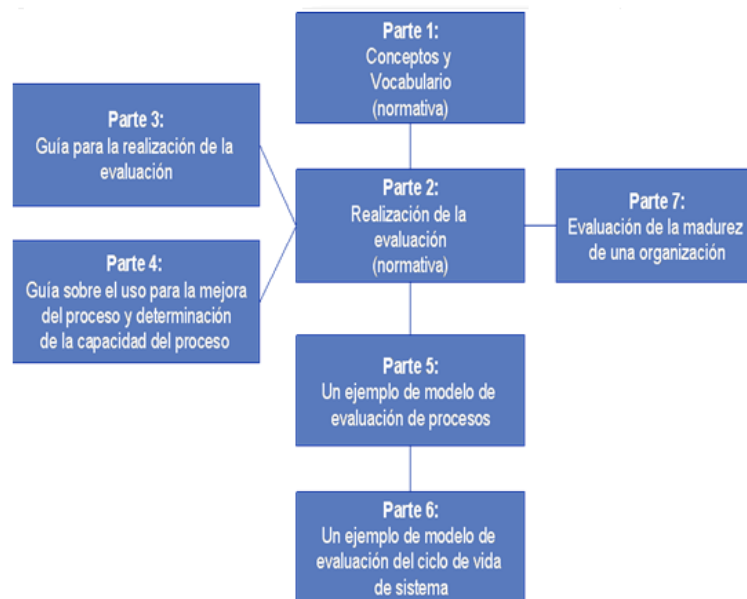 Parte 1:
Conceptos y
Vocabulario
(normativa)
Parte 3:
Guía para la realización de la
evaluación
Parte 2:
Realización de la
evaluación
(normativa)
Parte 7:
Evaluación de la madurez
de una organización
Parte 4:
Guía sobre el uso para la mejora
del proceso y determinación
de la capacidad del proceso
Parte 5:
Un ejemplo de modelo de
evaluación de procesos
Parte 6:
Un ejemplo de modelo de
evaluación del ciclo de vida
de sistema